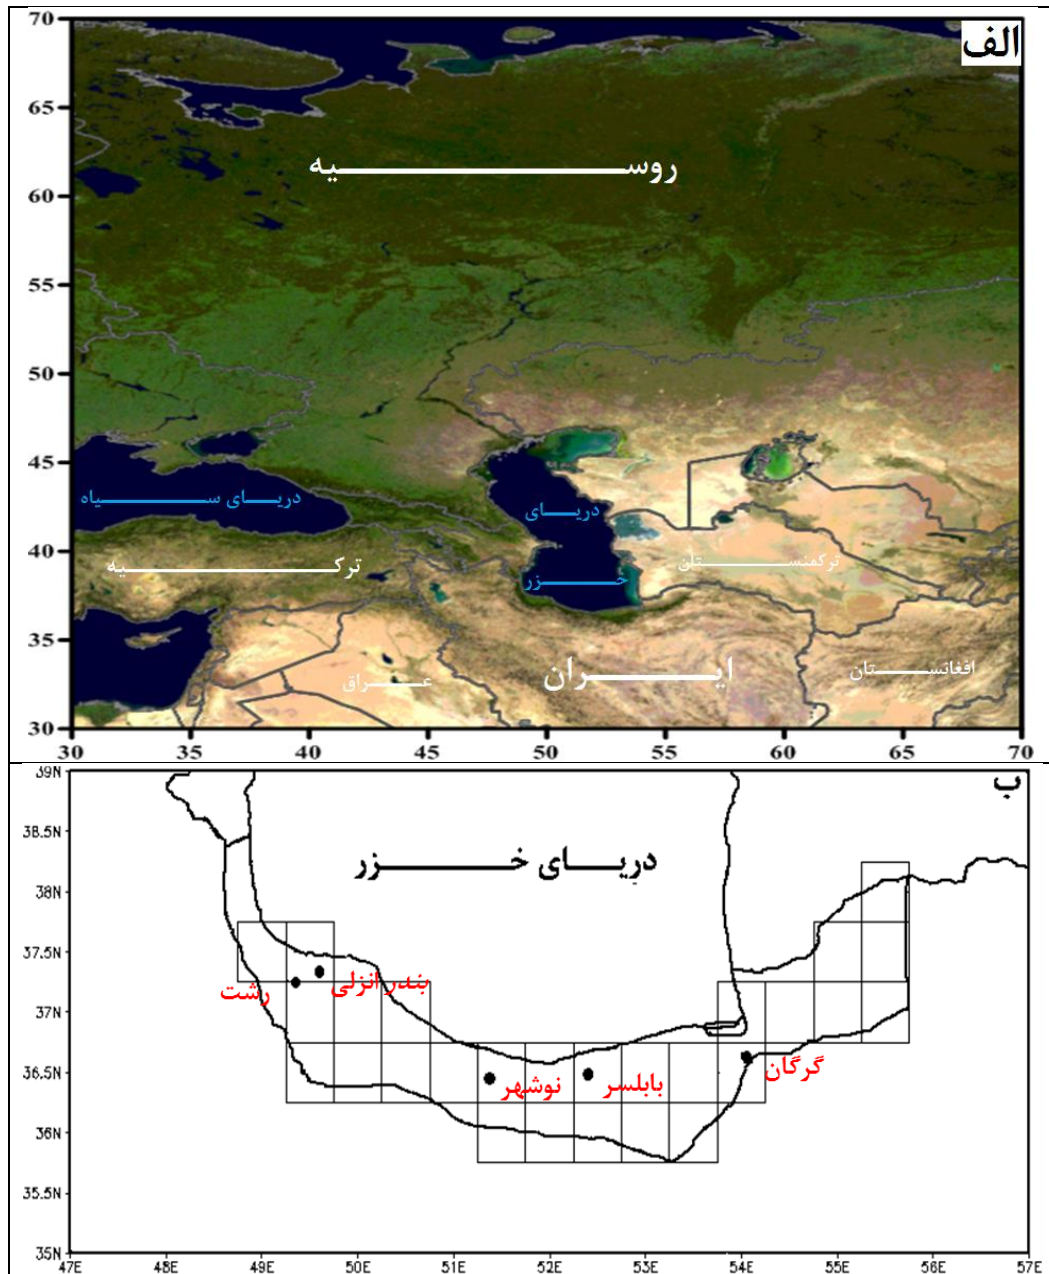 الف
70
65
60
55
50
45
40
35
30
روسیه
دریای سیاه
دریای
خزر
ترکیه
ترکمنستان
ایران
عراق
افغانستان
30 35 40 45 50 55 60 65 70
ب
39N
38.5N
38N
37.5N
37N
36.5N
36N
35.5N
35N
دریای خزر
بندر انزلی
رشت
نوشهر
بابلسر
گرگان
47E 48E 49E 50E 51E 52E 53E 54E 55E 56E 57E